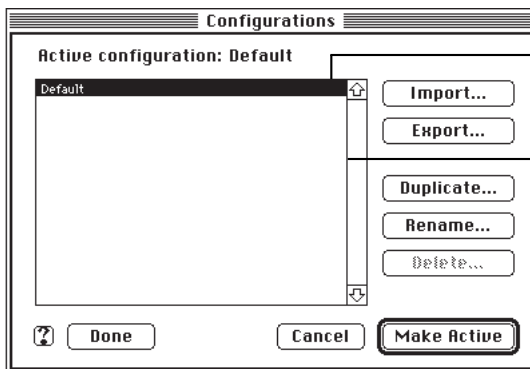 Configurations
Active configuration: Default
Default
Import...
Export...
Duplicate...
Rename...
Delete...
?
Done
Cancel
Make Active